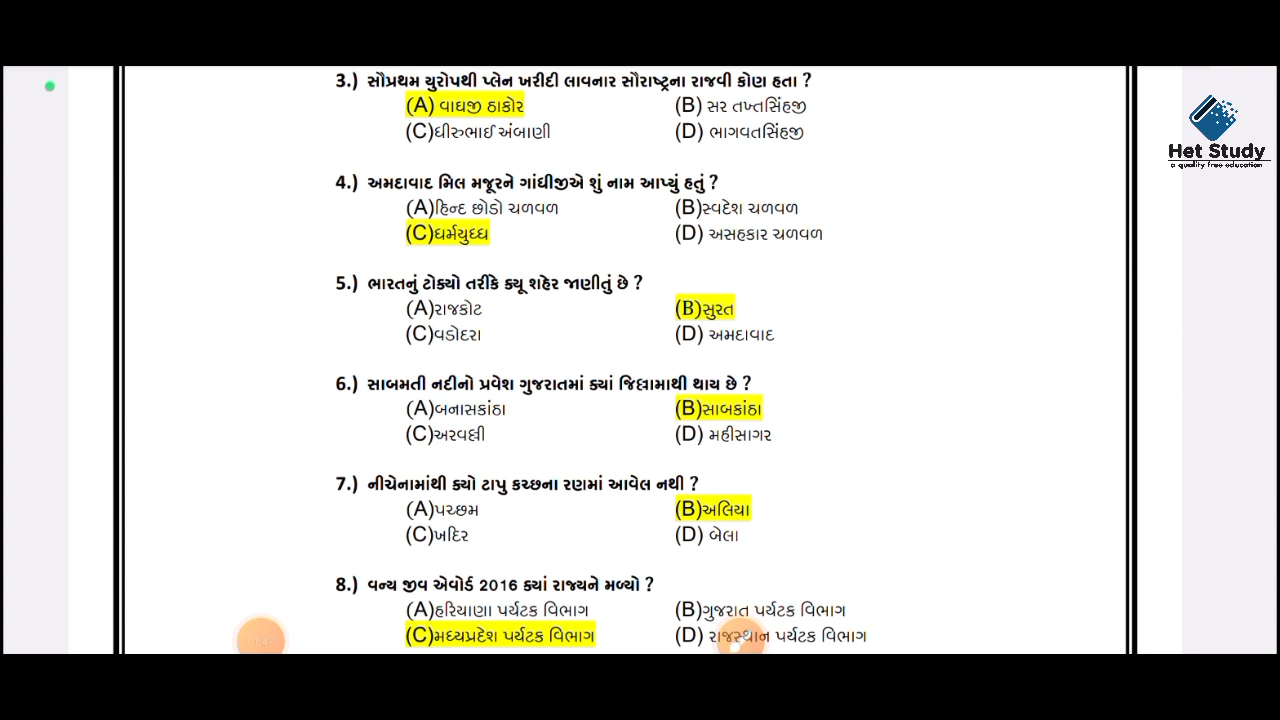 3.) સૌપ્રથમ યુરોપથી પ્લેન ખરીદી લાવનાર સૌરાષ્ટ્રના રાજવી કોણ હતા ?
(A) વાઘજી ઠાકોર (B) સર તખ્તસિંહજી
(C)ધીરુભાઈ અંબાણી (D) ભાગવતસિંહજી
Het Study
a quality free education
4.) અમદાવાદ મિલ મજૂરને ગાંધીજીએ શું નામ આપ્યું હતું ?
(A)હિન્દ છોડો ચળવળ (B)સ્વદેશ ચળવળ
(C)ધર્મયુધ્ધ (D) અસહકાર ચળવળ
5.) ભારતનું ટોક્યો તરીકે ક્યૂ શહેર જાણીતું છે ?
(A)રાજકોટ (B)સુરત
(C)વડોદરા (D) અમદાવાદ
6.) સાબમતી નદીનો પ્રવેશ ગુજરાતમાં ક્યાં જિલ્લામાથી થાય છે ?
(A)બનાસકાંઠા (B)સાબકાંઠા
(C)અરવલ્લી (D) મહીસાગર
7.) નીચેનામાંથી ક્યો ટાપુ કચ્છના રણમાં આવેલ નથી ?
(A)પચ્છમ (B)અલિયા
(C)ખદિર (D) બેલા
8.) વન્ય જીવ એવોર્ડ 2016 ક્યાં રાજ્યને મળ્યો ?
(A)હરિયાણા પર્યટક વિભાગ (B)ગુજરાત પર્યટક વિભાગ
(C)મધ્યપ્રદેશ પર્યટક વિભાગ (D) રાજસ્થાન પર્યટક વિભાગ